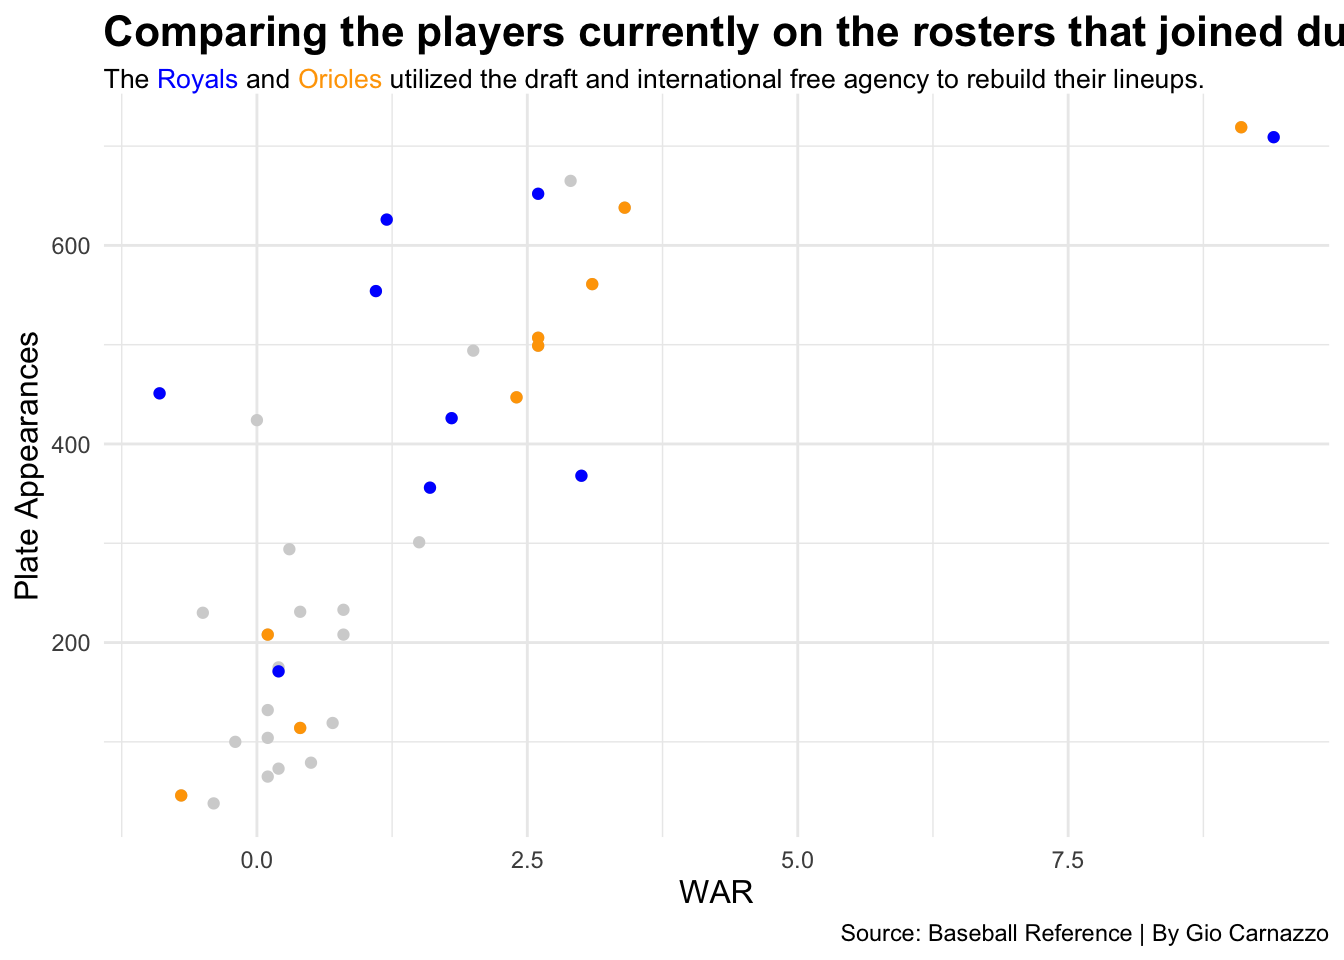 Comparing the players currently on the rosters that joined du
The Royals and Orioles utilized the draft and international free agency to rebuild their lineups.
600
400
200
Plate Appearances
0.0 2.5 5.0 7.5
WAR
Source: Baseball Reference | By Gio Carnazzo